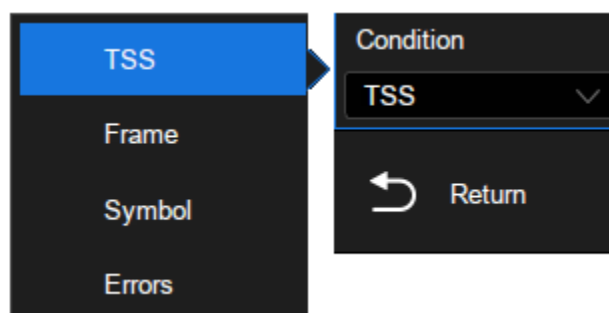 TSS
Frame
Symbol
Errors
Condition
TSS
Return